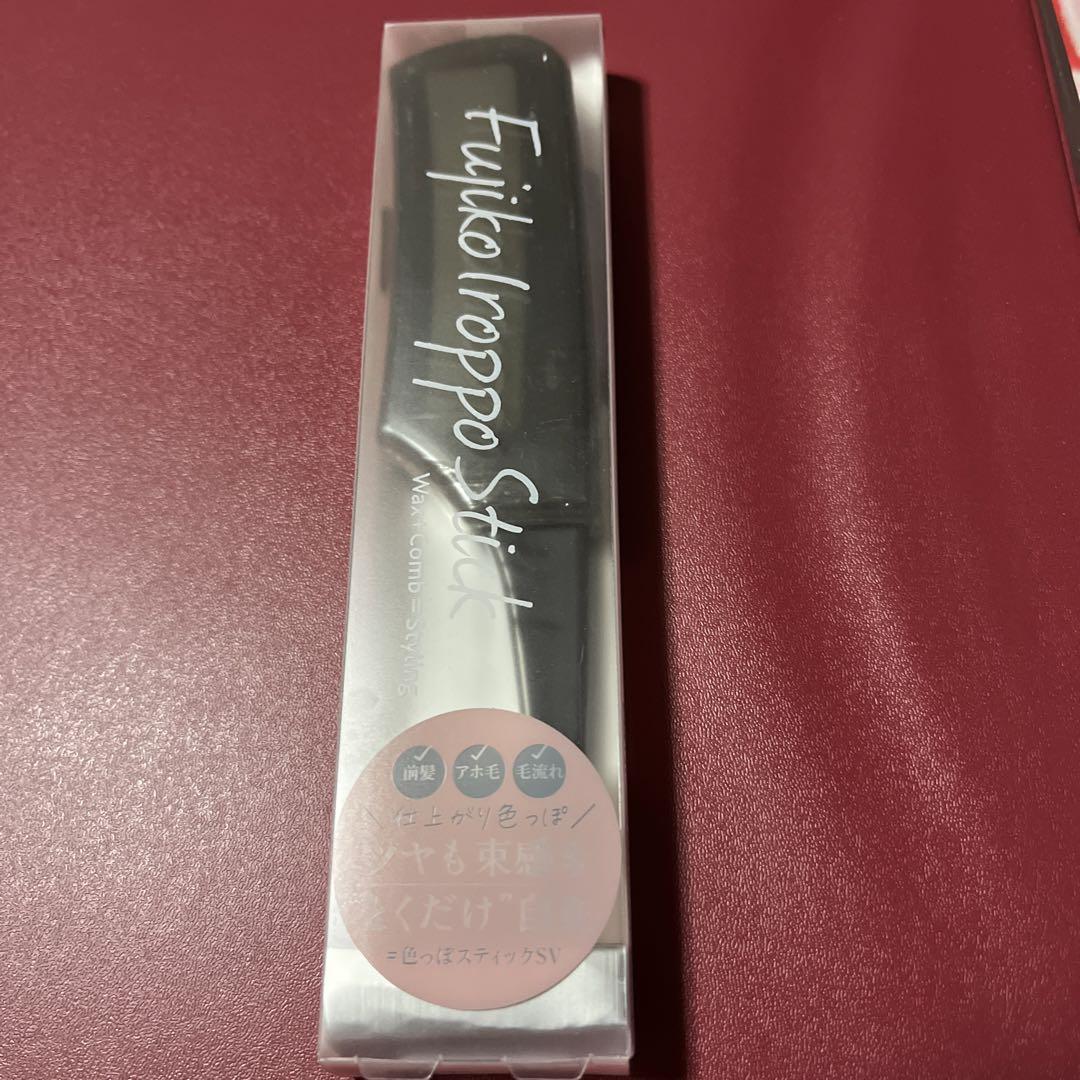 Fujiko Iroppo Stick
Wax+Comb=Styling
前髪 アホ毛 毛流れ
\ 仕上がり色っぽ /
ツヤも束感も
"とくだけ"自在
=色っぽスティックSV